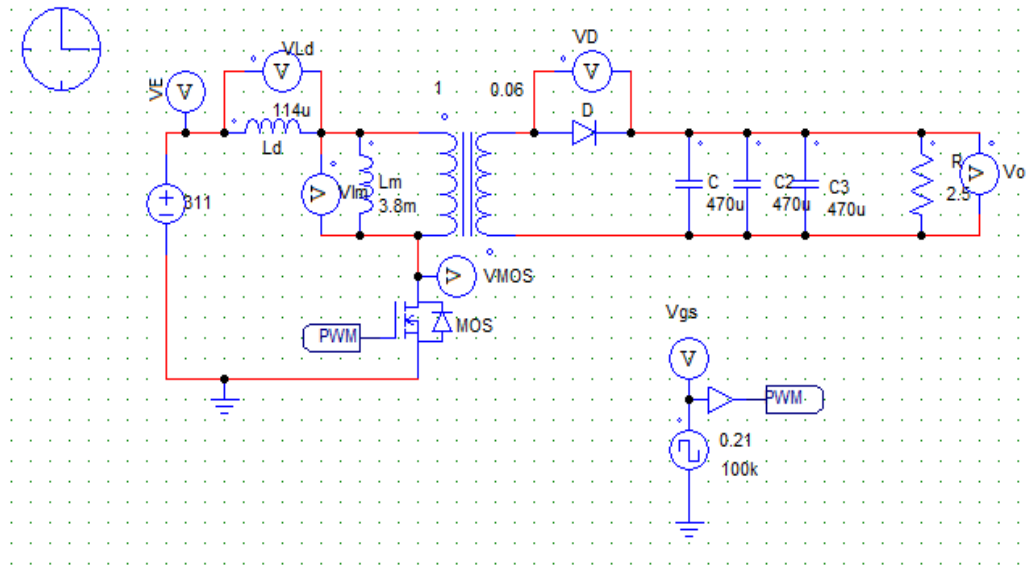 VLd
V
VE
V
114u
Ld
1
0.06
VD
V
D
311
V
VIm
Lm
3.8m
C
470u
C2
470u
C3
470u
R
2.5
V
Vo
V
VMOS
MOS
PWM
Vgs
V
PWM
0.21
100k